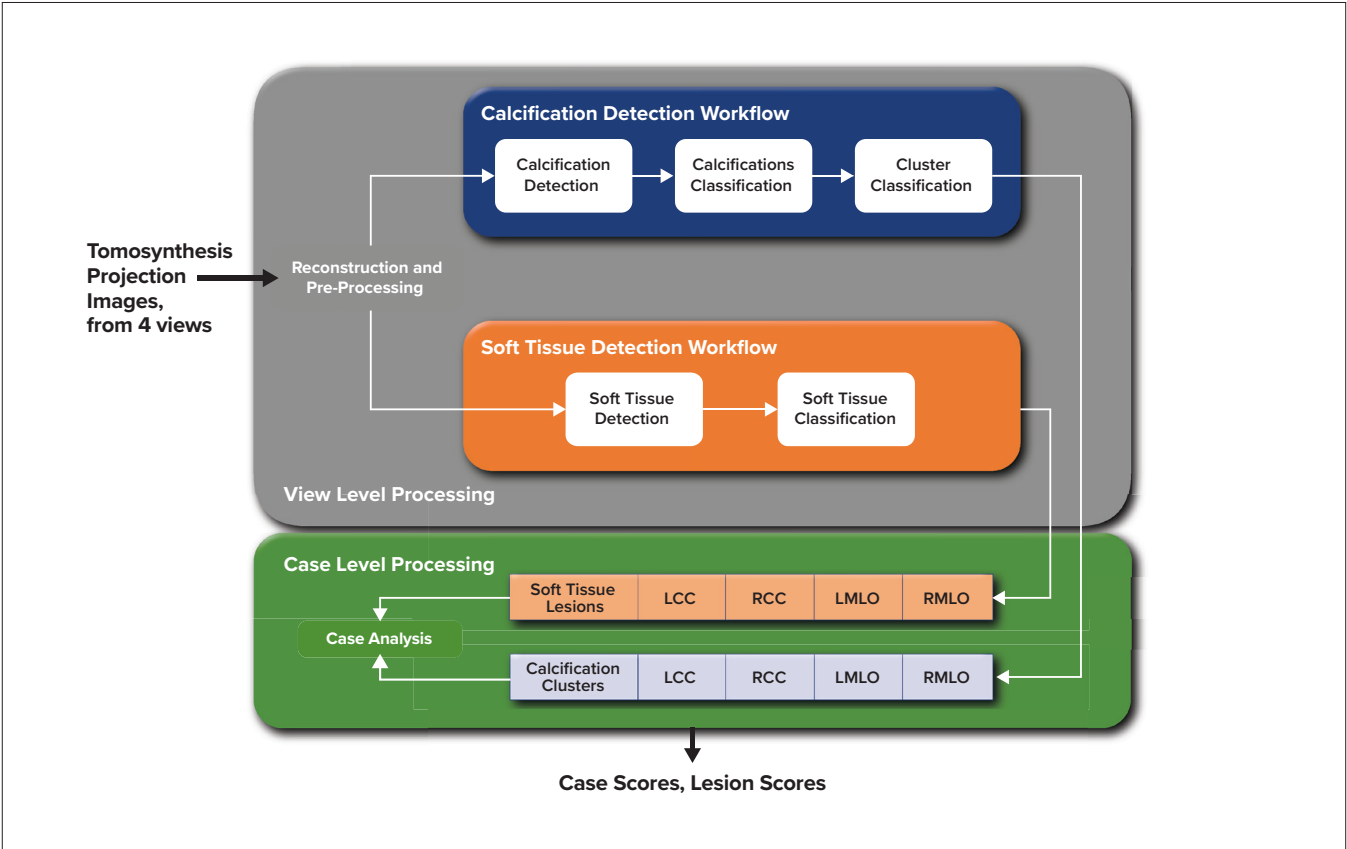 Calcification Detection Workflow
Calcification
Detection
Calcifications
Classification
Cluster
Classification
Tomosynthesis
Projection
Images,
from 4 views
Reconstruction and
Pre-Processing
Soft Tissue Detection Workflow
Soft Tissue
Detection
Soft Tissue
Classification
View Level Processing
Case Level Processing
Soft Tissue
Lesions
LCC
RCC
LMLO
RMLO
Case Analysis
Calcification
Clusters
LCC
RCC
LMLO
RMLO
Case Scores, Lesion Scores